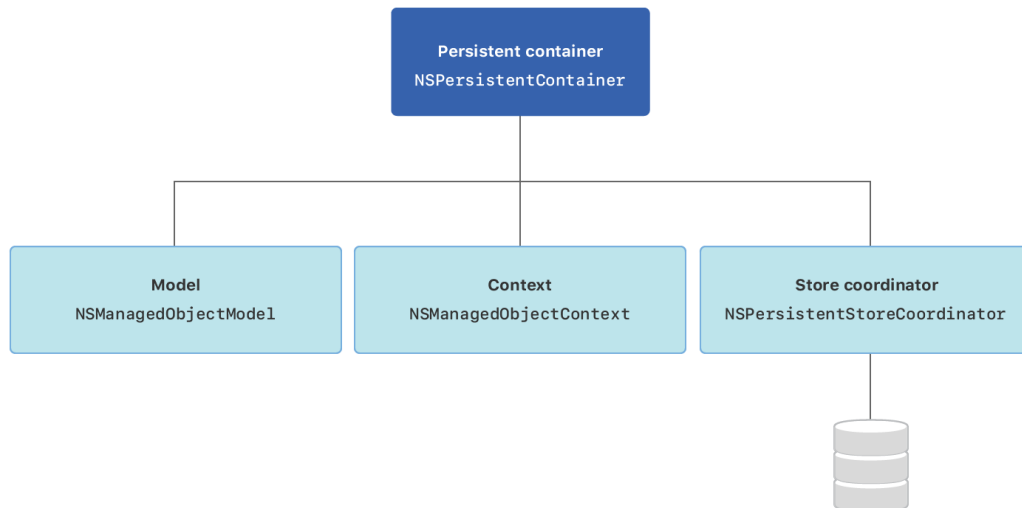 Persistent container
NSPersistentContainer
Model
NSManagedObjectModel
Context
NSManagedObjectContext
Store coordinator
NSPersistentStoreCoordinator